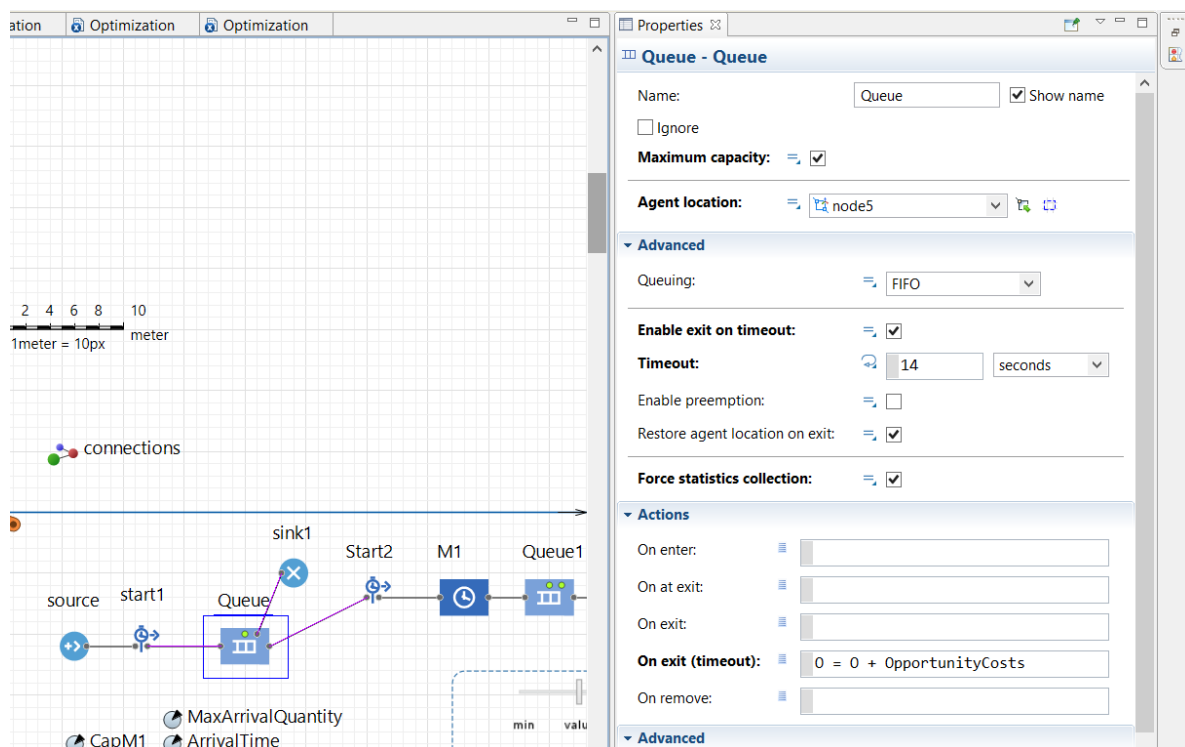 ation
Optimization
Optimization
2 4 6 8 10
meter
1meter = 10px
connections
sink1
Start2
M1
Queue1
source
start1
Queue
MaxArrivalQuantity
CapM1
ArrivalTime
min
valu
Properties
Queue - Queue
Name:
Queue
Show name
Ignore
Maximum capacity:
Agent location:
node5
Advanced
Queuing:
FIFO
Enable exit on timeout:
Timeout:
14
seconds
Enable preemption:
Restore agent location on exit:
Force statistics collection:
Actions
On enter:
On at exit:
On exit:
On exit (timeout):
O = O + OpportunityCosts
On remove:
Advanced